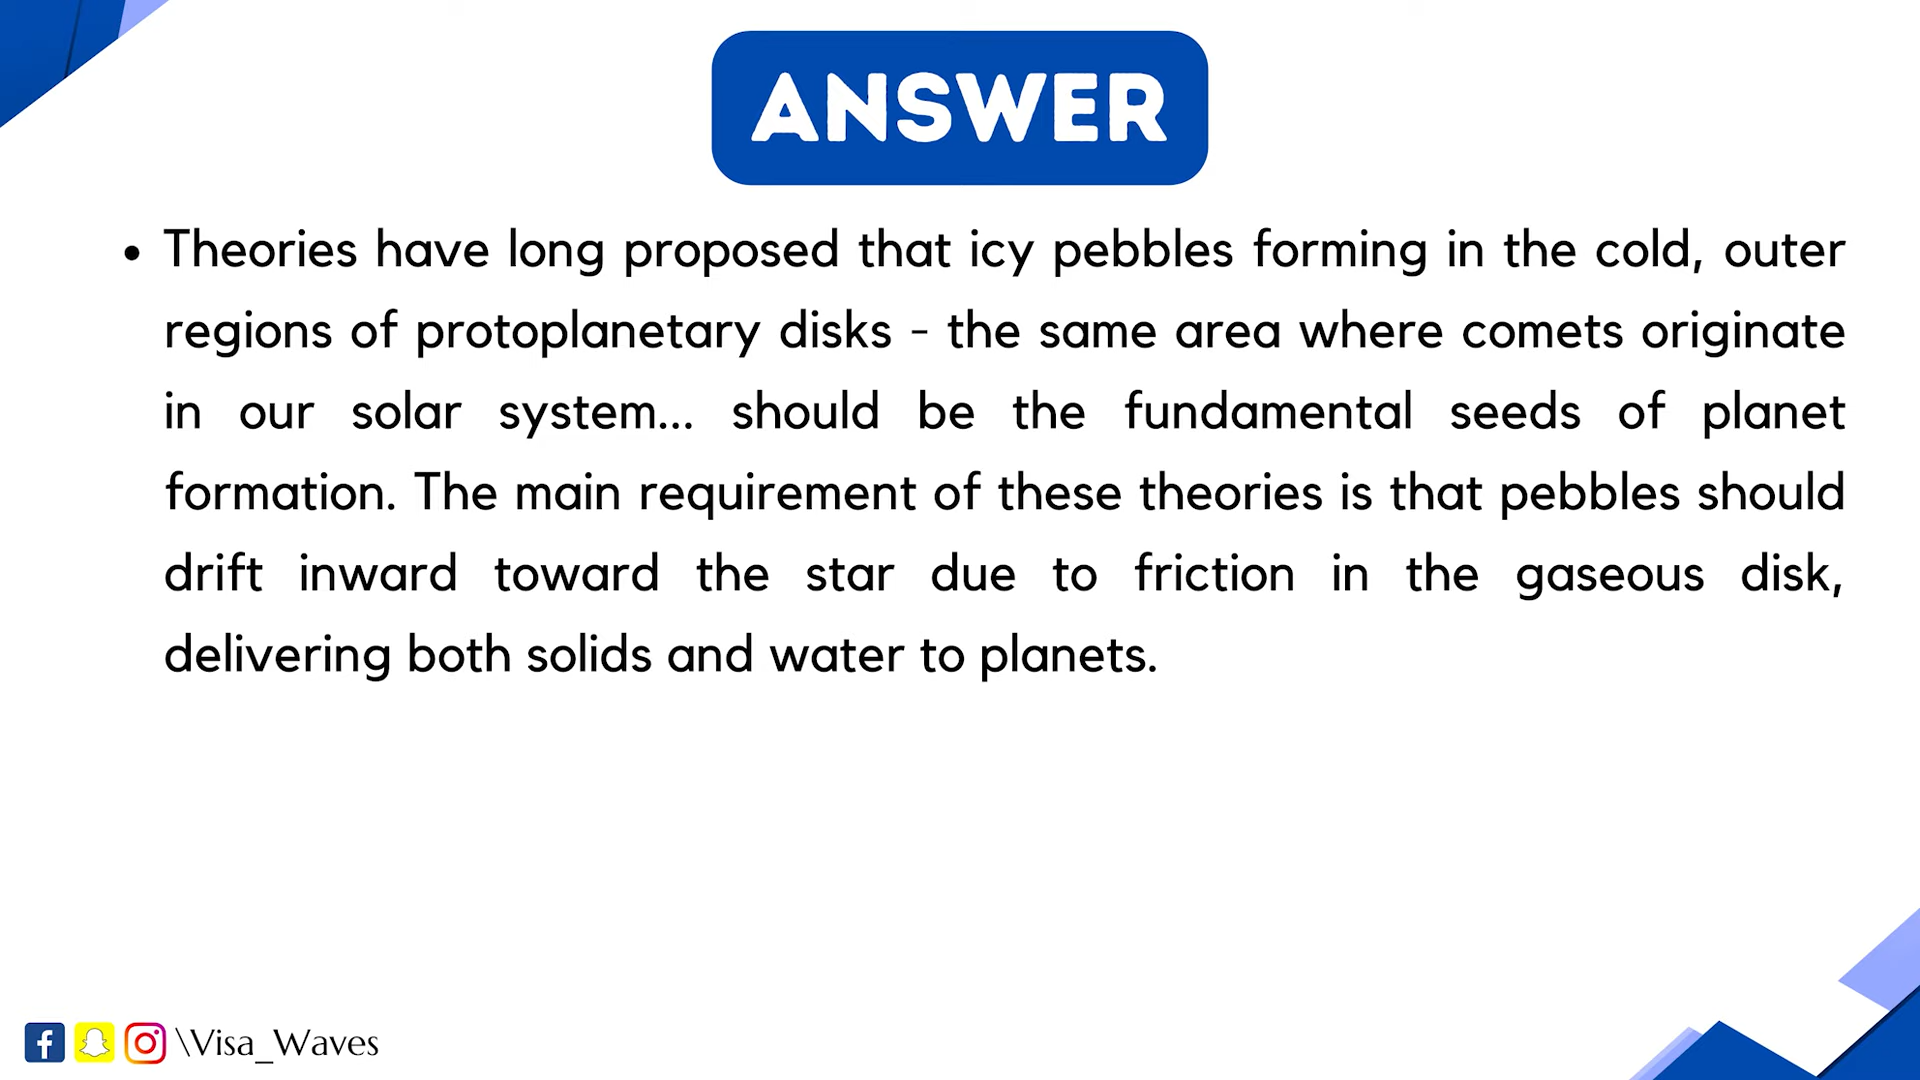 ANSWER
• Theories have long proposed that icy pebbles forming in the cold, outer
regions of protoplanetary disks - the same area where comets originate
in our solar system... should be the fundamental seeds of planet
formation. The main requirement of these theories is that pebbles should
drift inward toward the star due to friction in the gaseous disk,
delivering both solids and water to planets.
\Visa_Waves